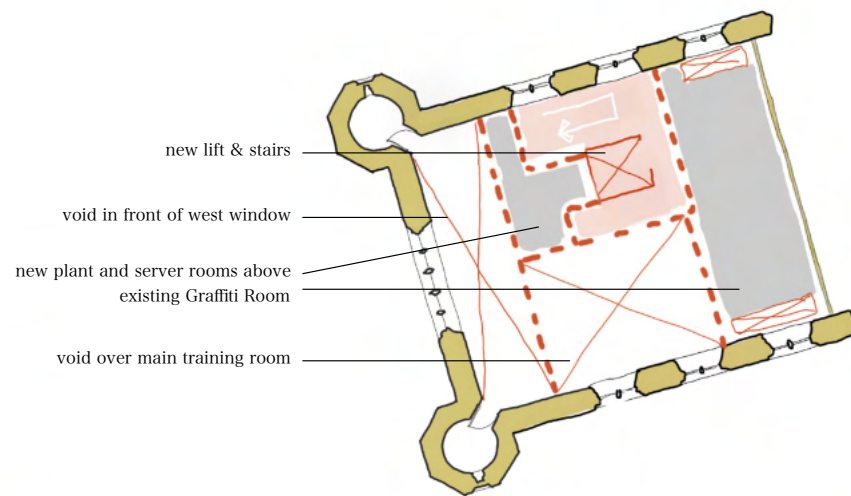 new lift & stairs
void in front of west window
new plant and server rooms above
existing Graffiti Room
void over main training room